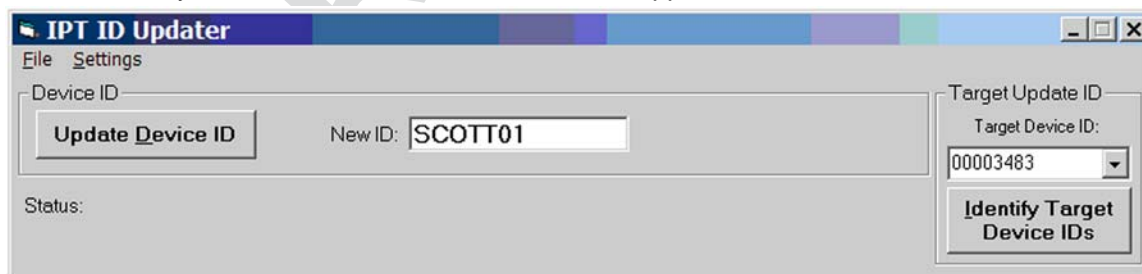 IPT ID Updater
File Settings
Device ID
Update Device ID
New ID: SCOTT01
Status:
Target Update ID
Target Device ID:
00003483
Identify Target
Device IDs